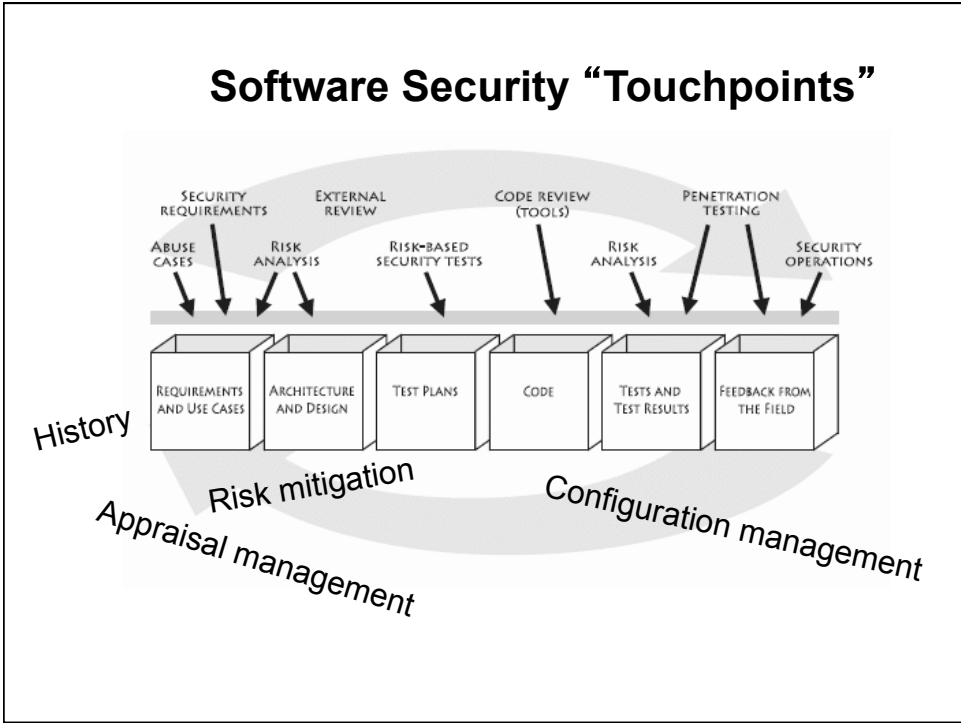 Software Security “Touchpoints”
SECURITY
REQUIREMENTS
EXTERNAL
REVIEW
CODE REVIEW
(TOOLS)
PENETRATION
TESTING
ABUSE
CASES
RISK
ANALYSIS
RISK-BASED
SECURITY TESTS
RISK
ANALYSIS
SECURITY
OPERATIONS
REQUIREMENTS
AND USE CASES
ARCHITECTURE
AND DESIGN
TEST PLANS
CODE
TESTS AND
TEST RESULTS
FEEDBACK FROM
THE FIELD
History
Risk mitigation
Appraisal management
Configuration management